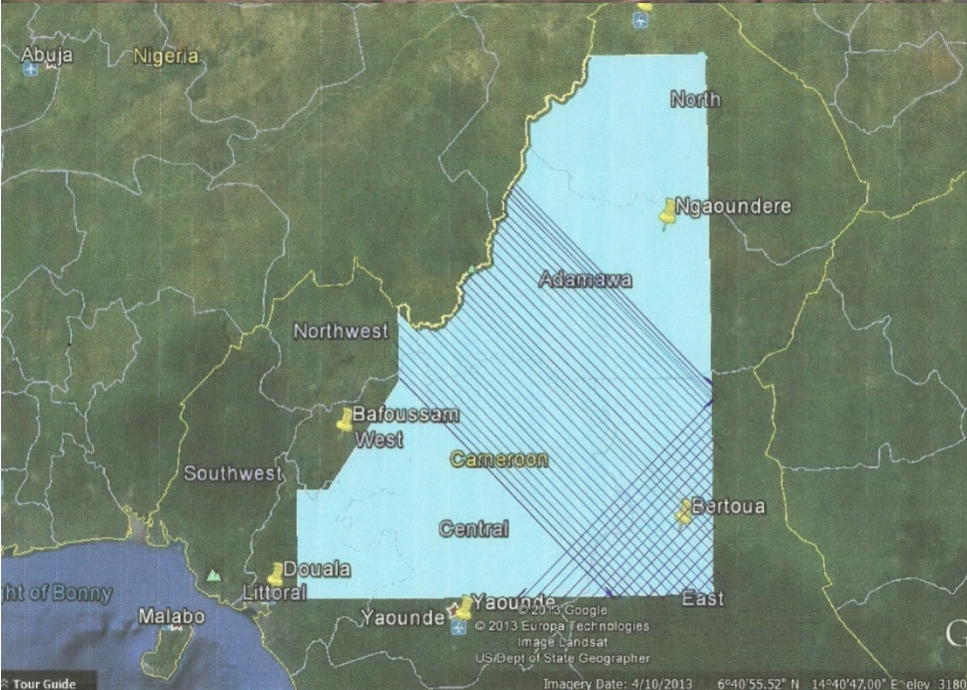 Abuja
Nigeria
North
Ngaoundere
Adamawa
Northwest
Bafoussam
West
Cameroon
Southwest
Bertoua
Central
Douala
ht of Bonny
Littoral
East
Malabo
Yaounde
Yaounde
© 2013 Google
© 2013 Europa Technologies
Image Landsat
US Dept of State Geographer
G
Tour Guide
Imagery Date: 4/10/2013 6°40'55.52" N 14°40'47.00" E elev 3180